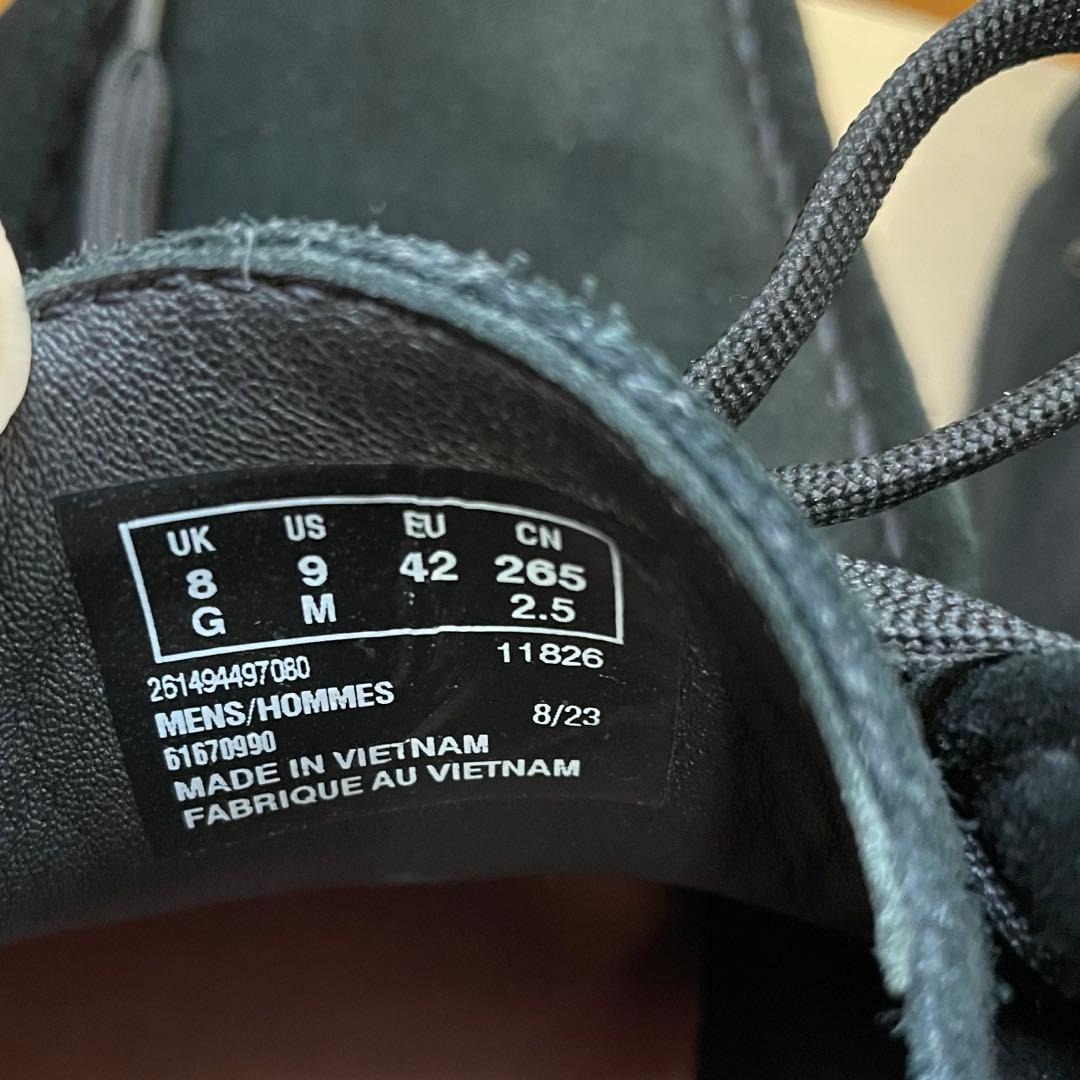 UK US EU CN
8 9 42 265
G M 2.5
261494497080 11826
MENS/HOMMES 8/23
61670990
MADE IN VIETNAM
FABRIQUE AU VIETNAM